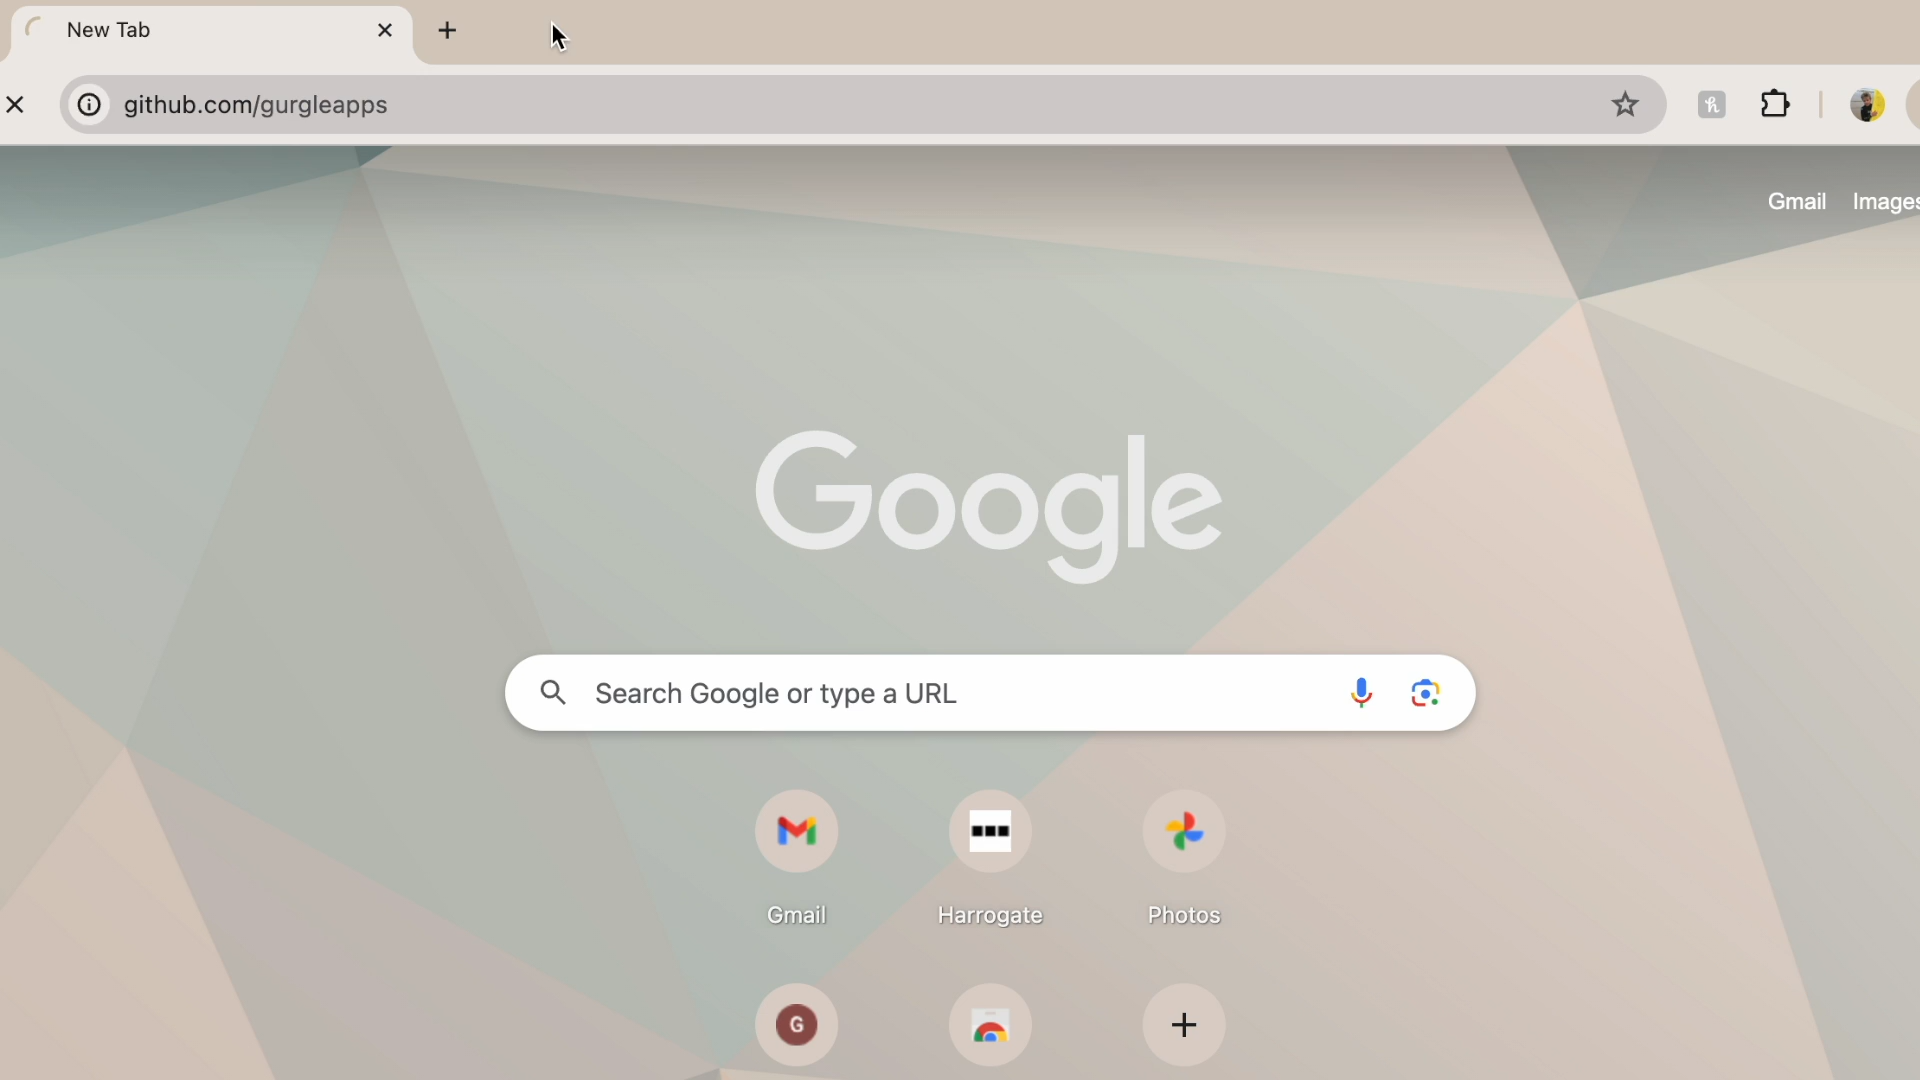 New Tab
github.com/gurgleapps
Gmail Images
Google
Search Google or type a URL
Gmail Harrogate Photos
G